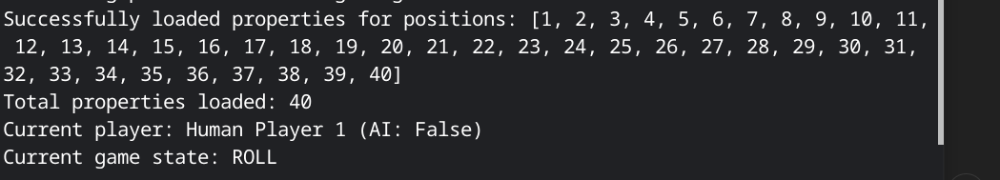 Successfully loaded properties for positions: [1, 2, 3, 4, 5, 6, 7, 8, 9, 10, 11,
12, 13, 14, 15, 16, 17, 18, 19, 20, 21, 22, 23, 24, 25, 26, 27, 28, 29, 30, 31,
32, 33, 34, 35, 36, 37, 38, 39, 40]
Total properties loaded: 40
Current player: Human Player 1 (AI: False)
Current game state: ROLL